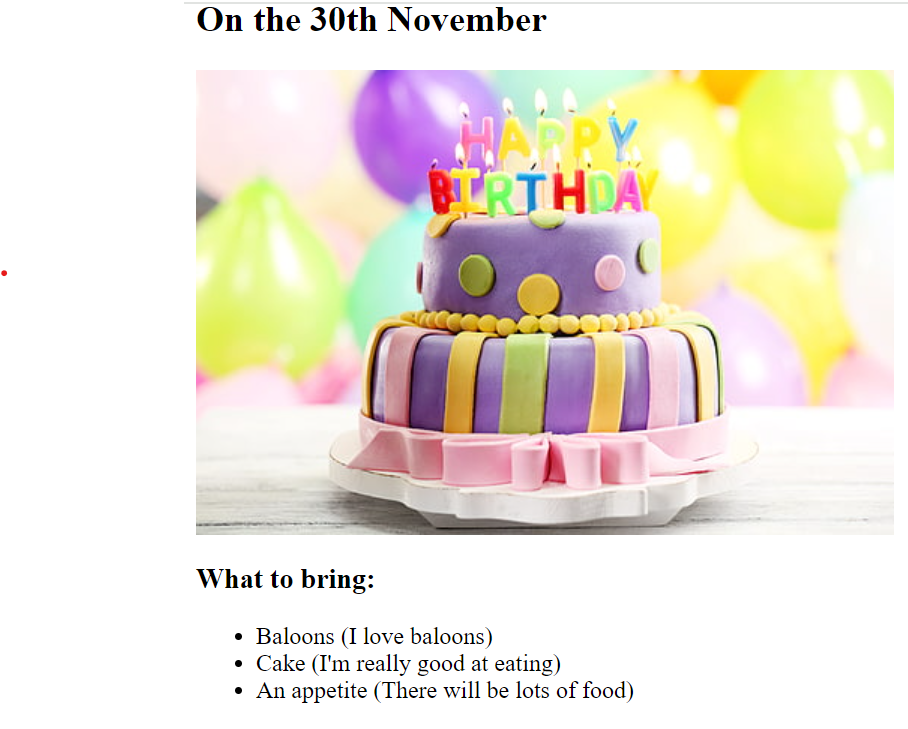 On the 30th November
HAPPY
BIRTHDAY
What to bring:
Baloons (I love baloons)
Cake (I'm really good at eating)
An appetite (There will be lots of food)